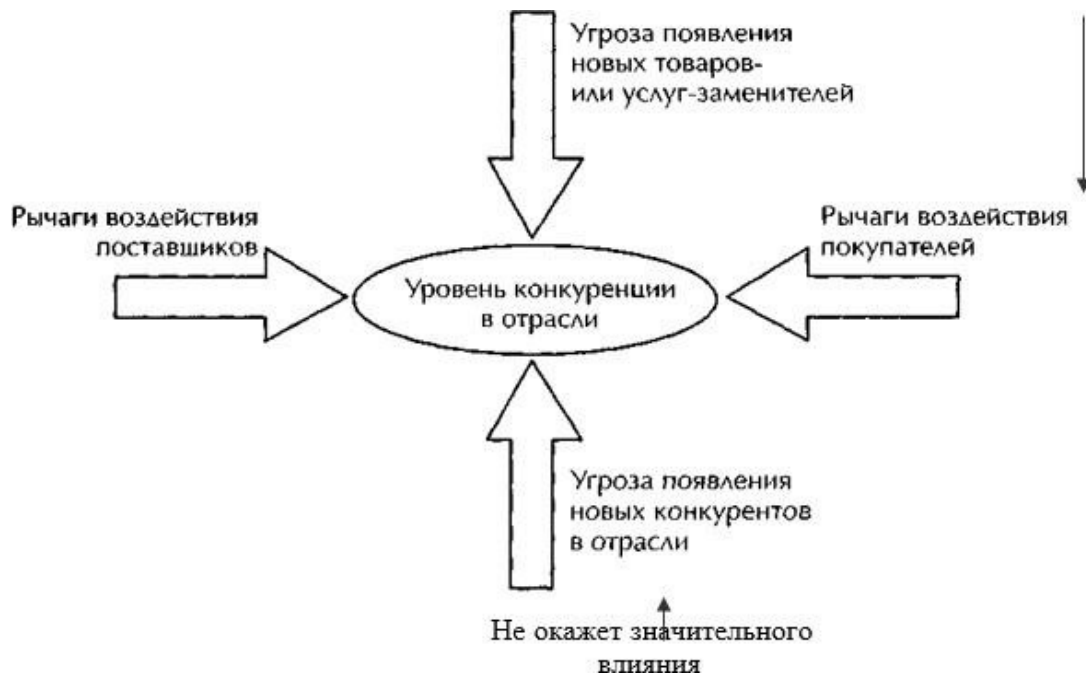 Угроза появления
новых товаров-
или услуг-заменителей
Рычаги воздействия
поставщиков
Рычаги воздействия
покупателей
Уровень конкуренции
в отрасли
Угроза появления
новых конкурентов
в отрасли
Не окажет значительного
влияния